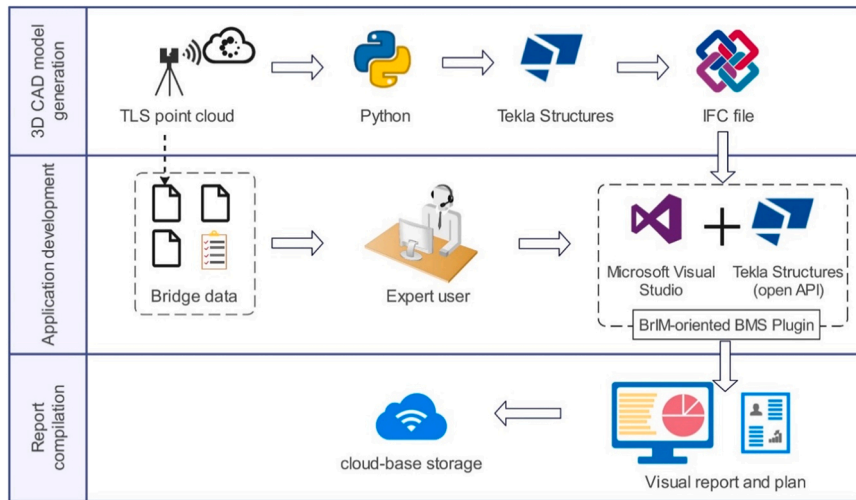 3D CAD model
generation
TLS point cloud
Python
Tekla Structures
IFC file
Application development
Bridge data
Expert user
Microsoft Visual
Studio
Tekla Structures
(open API)
BrIM-oriented BMS Plugin
Report
compilation
cloud-base storage
Visual report and plan